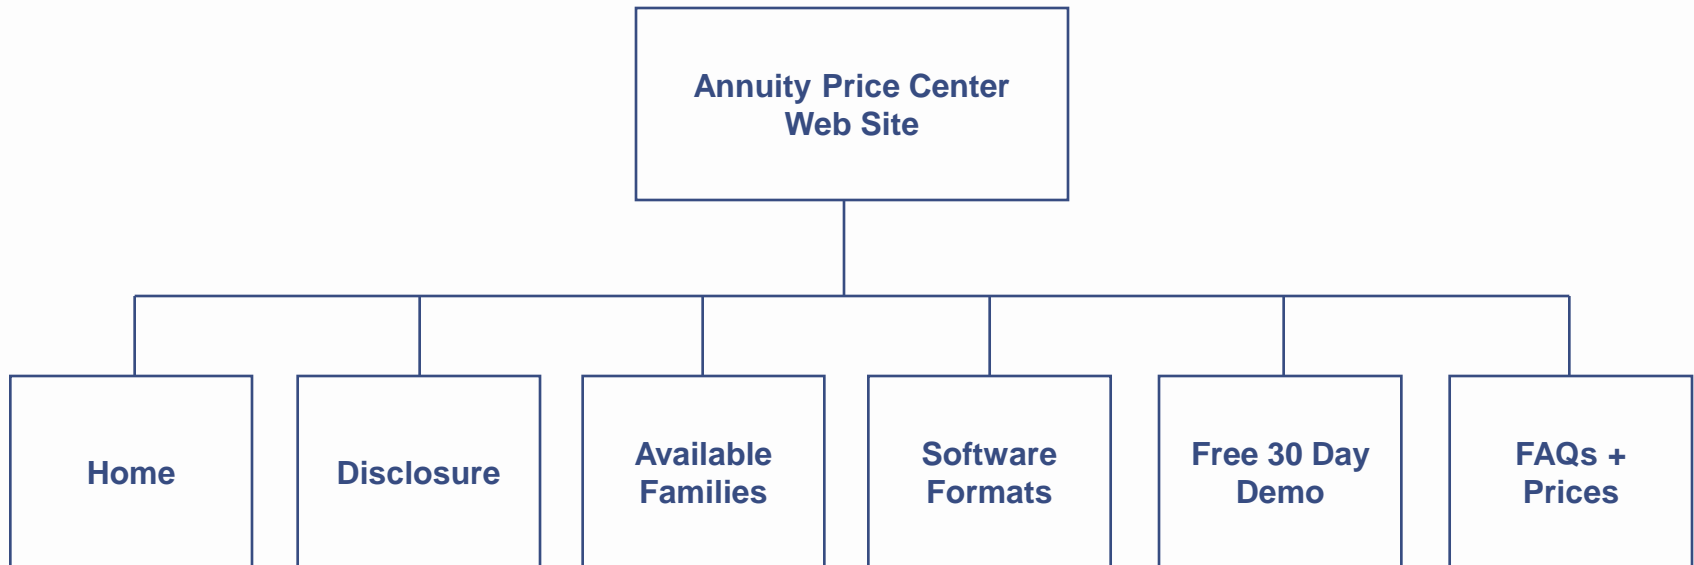 Annuity Price Center
Web Site
Home
Disclosure
Available
Families
Software
Formats
Free 30 Day
Demo
FAQs +
Prices